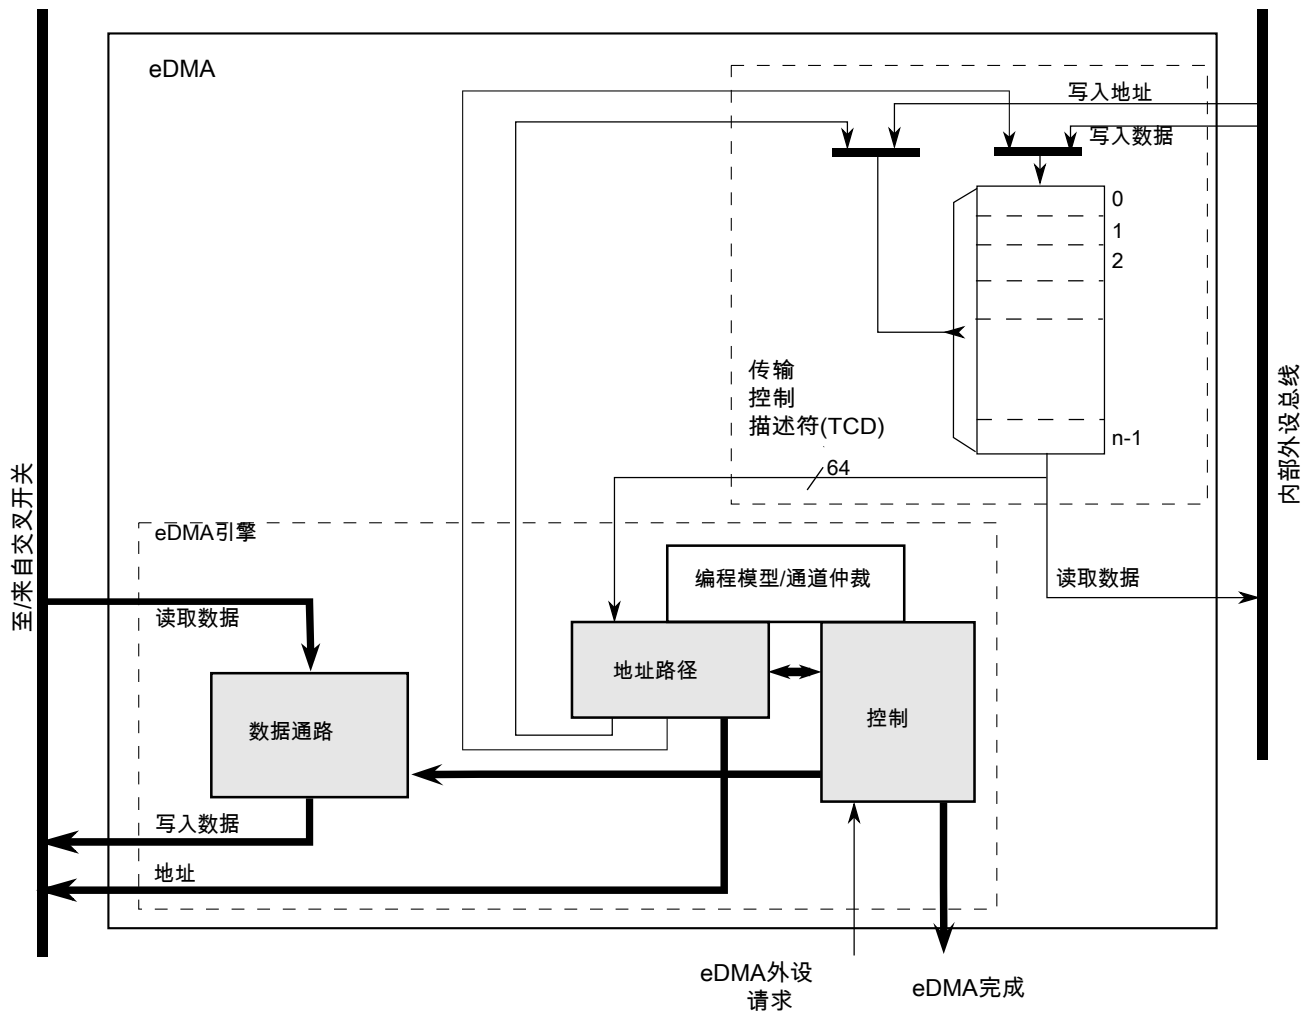 eDMA
写入地址
写入数据
0
1
2
n-1
传输
控制
描述符(TCD)
64
至/来自交叉开关
内部外设总线
eDMA引擎
编程模型/通道仲裁
读取数据
读取数据
地址路径
控制
数据通路
写入数据
地址
eDMA外设
请求
eDMA完成